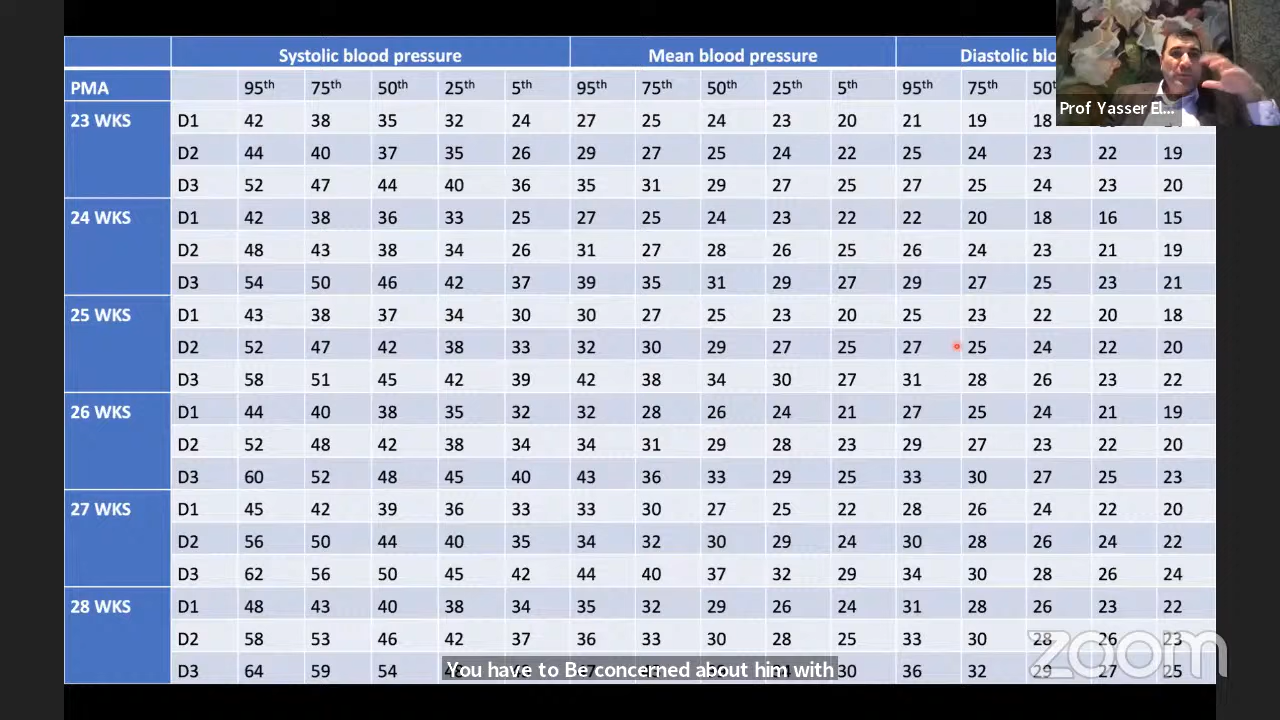 Systolic blood pressure Mean blood pressure Diastolic
PMA 95th 75th 50th 25th 5th 95th 75th 50th 25th 5th 95th 75th
Prof Yasser El...
23 WKS D1 42 38 35 32 24 27 25 24 23 20 21 19 18
D2 44 40 37 35 26 29 27 25 24 22 25 24 23 22 19
D3 52 47 44 40 36 35 31 29 27 25 27 25 24 23 20
24 WKS D1 42 38 36 33 25 27 25 24 23 22 22 20 18 16 15
D2 48 43 38 34 26 31 27 28 26 25 26 24 23 21 19
D3 54 50 46 42 37 39 35 31 29 27 29 27 25 23 21
25 WKS D1 43 38 37 34 30 30 27 25 23 20 25 23 22 20 18
D2 52 47 42 38 33 32 30 29 27 25 27 25 24 22 20
D3 58 51 45 42 39 42 38 34 30 27 31 28 26 23 22
26 WKS D1 44 40 38 35 32 32 28 26 24 21 27 25 24 21 19
D2 52 48 42 38 34 34 31 29 28 23 29 27 23 22 20
D3 60 52 48 45 40 43 36 33 29 25 33 30 27 25 23
27 WKS D1 45 42 39 36 33 33 30 27 25 22 28 26 24 22 20
D2 56 50 44 40 35 34 32 30 29 24 30 28 26 24 22
D3 62 56 50 45 42 44 40 37 32 29 34 30 28 26 24
28 WKS D1 48 43 40 38 34 35 32 29 26 24 31 28 26 23 22
D2 58 53 46 42 37 36 33 30 28 25 33 30 28 26 23
D3 64 59 54 30 36 32 29 27 25
You have to Be concerned about him with
zoom